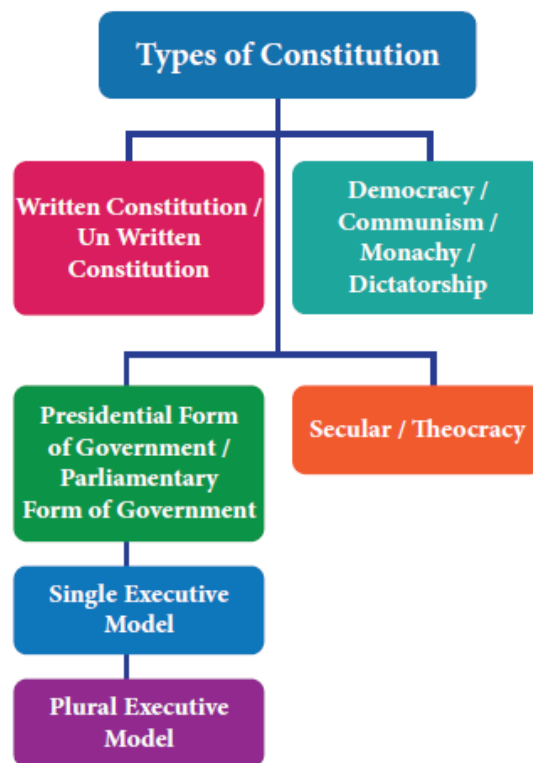 Types of Constitution
Written Constitution /
Un Written
Constitution
Democracy /
Communism /
Monachy /
Dictatorship
Presidential Form
of Government /
Parliamentary
Form of Government
Secular / Theocracy
Single Executive
Model
Plural Executive
Model